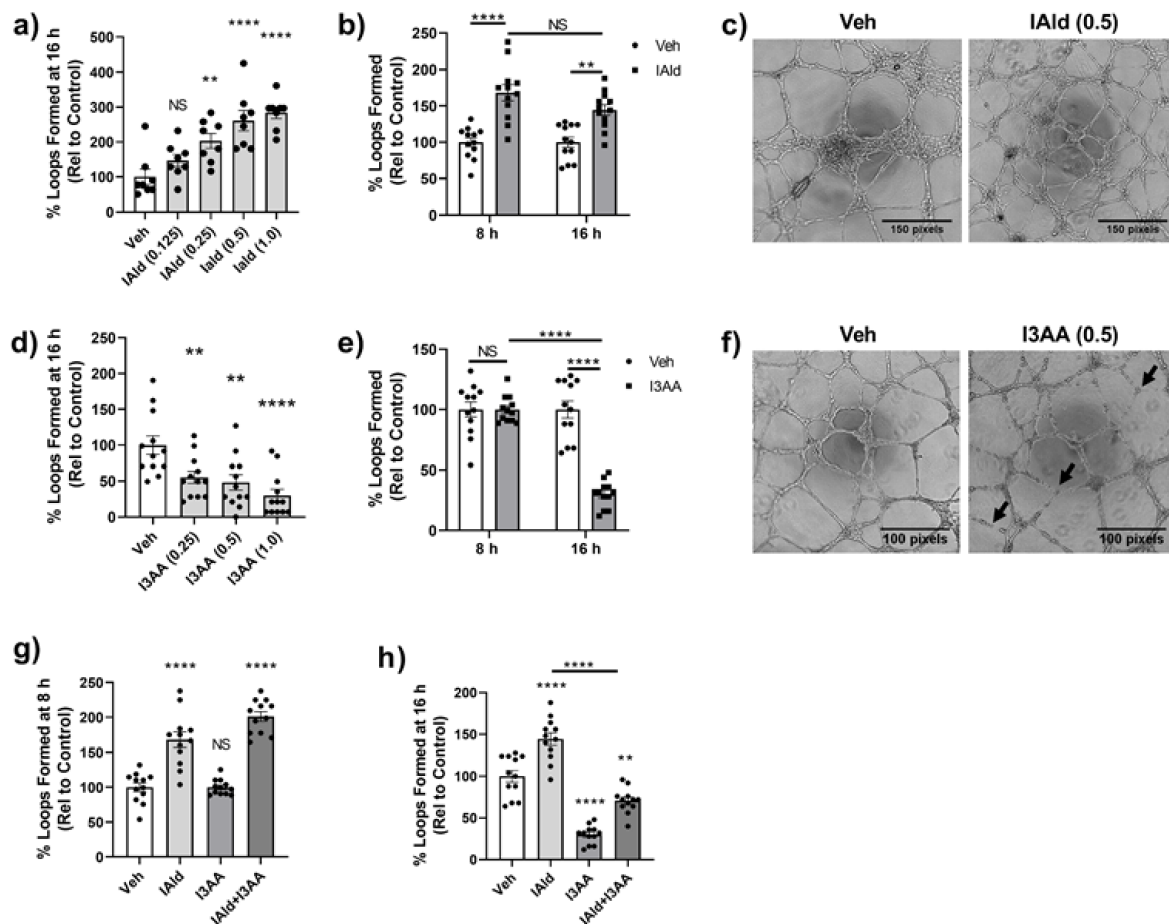 a)
% Loops Formed at 16 h
(Rel to Control)
500
400
300
200
100
0
NS
**
****
****
Veh
IAld (0.125)
IAld (0.25)
Iald (0.5)
Iald (1.0)
b)
% Loops Formed
(Rel to Control)
250
200
150
100
50
0
****
NS
**
Veh
IAld
8 h
16 h
c)
Veh
IAld (0.5)
150 pixels
150 pixels
d)
% Loops Formed at 16 h
(Rel to Control)
250
200
150
100
50
0
**
**
****
Veh
I3AA (0.25)
I3AA (0.5)
I3AA (1.0)
e)
% Loops Formed
(Rel to Control)
150
100
50
0
NS
****
****
Veh
I3AA
8 h
16 h
f)
Veh
I3AA (0.5)
100 pixels
100 pixels
g)
% Loops Formed at 8 h
(Rel to Control)
250
200
150
100
50
0
****
NS
****
Veh
IAld
I3AA
IAld+I3AA
h)
% Loops Formed at 16 h
(Rel to Control)
200
150
100
50
0
****
****
****
**
Veh
IAld
I3AA
IAld+I3AA